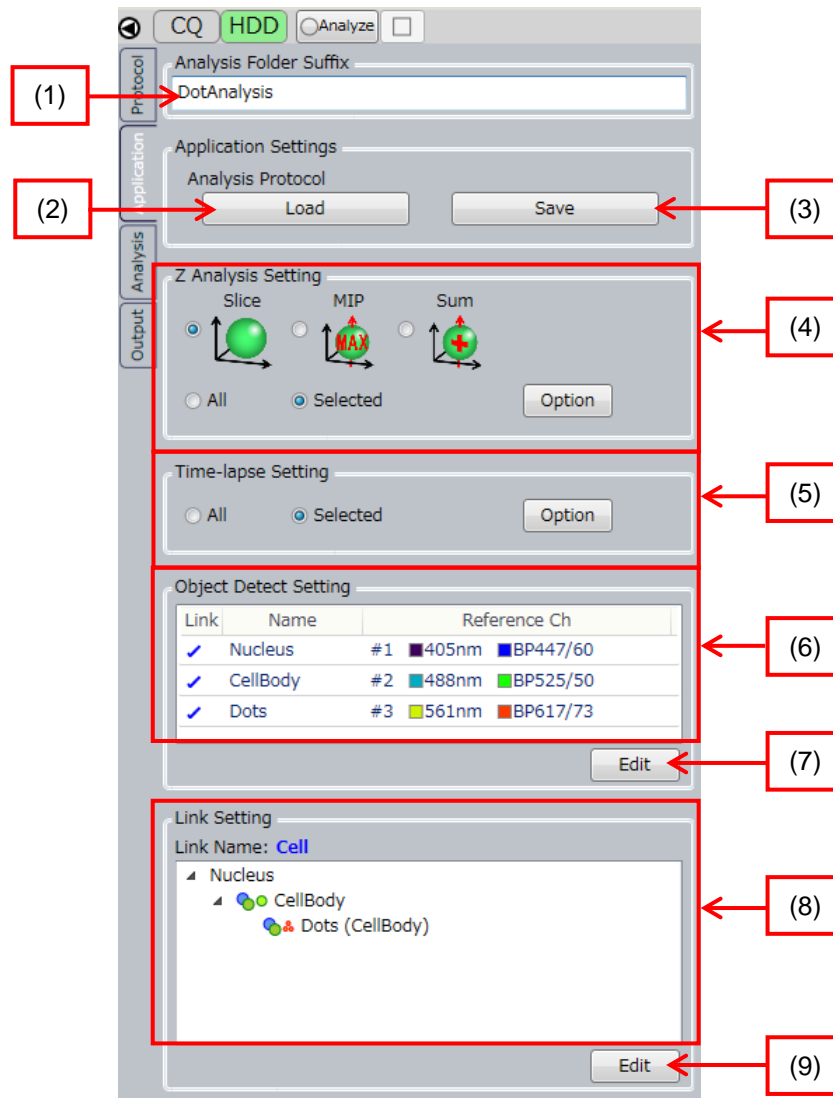 CQ HDD Analyze
Protocol
Application
Analysis
Output
Analysis Folder Suffix
DotAnalysis
(1)
Application Settings
Analysis Protocol
Load Save
(2)
(3)
Z Analysis Setting
Slice MIP Sum
MAX
All Selected Option
(4)
Time-lapse Setting
All Selected Option
(5)
Object Detect Setting
Link Name Reference Ch
Nucleus #1 405nm BP447/60
CellBody #2 488nm BP525/50
Dots #3 561nm BP617/73
(6)
Edit
(7)
Link Setting
Link Name: Cell
Nucleus
CellBody
Dots (CellBody)
(8)
Edit
(9)